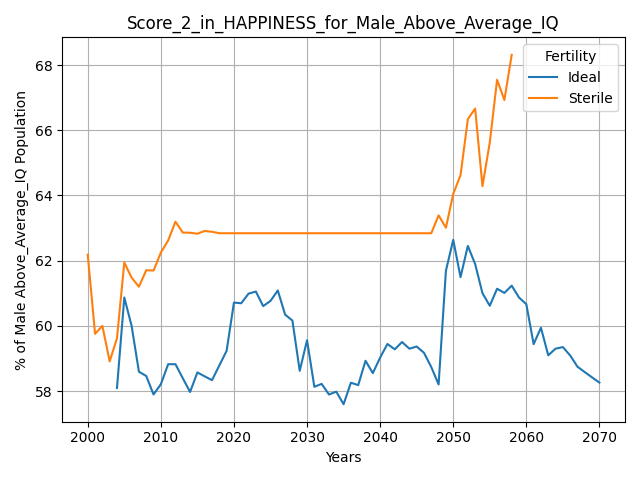 Score_2_in_HAPPINESS_for_Male_Above_Average_IQ
% of Male Above_Average_IQ Population
68
66
64
62
60
58
Fertility
Ideal
Sterile
2000 2010 2020 2030 2040 2050 2060 2070
Years